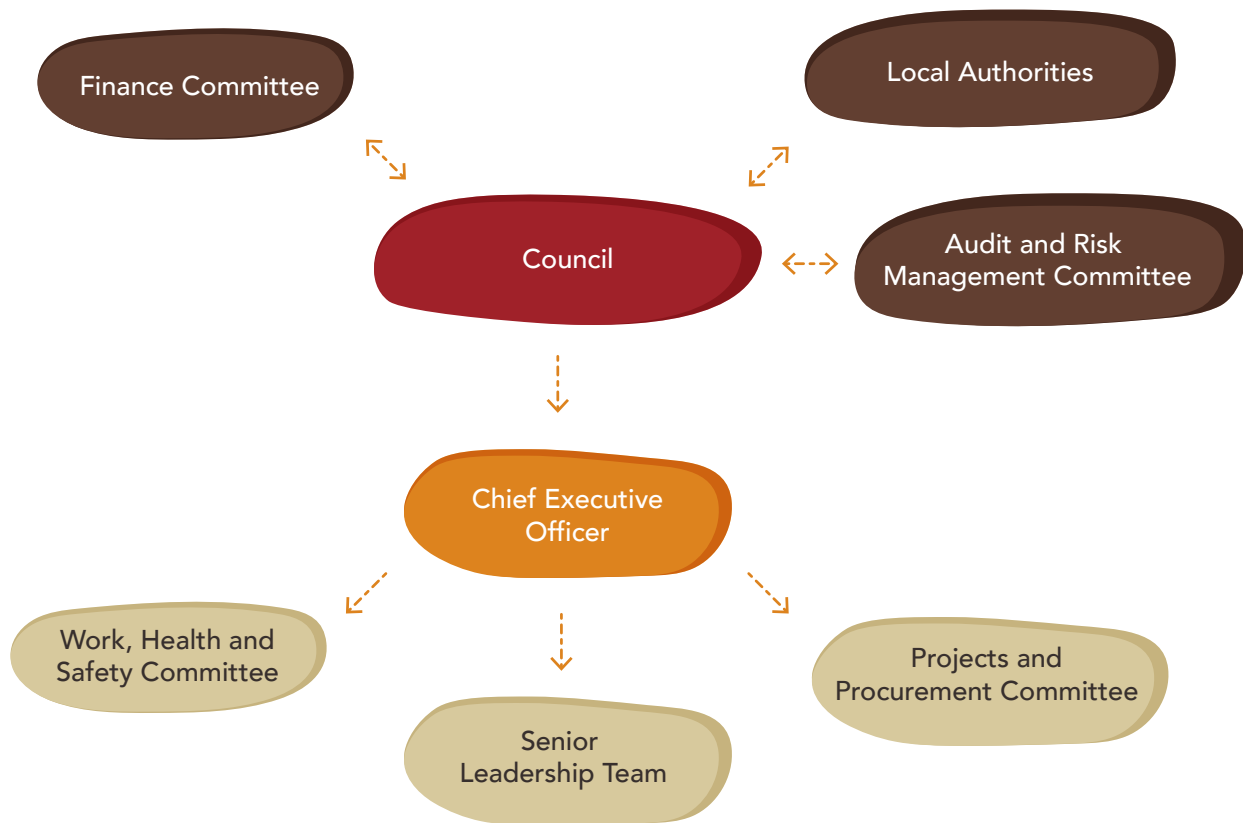 Finance Committee
Local Authorities
Council
Audit and Risk
Management Committee
Chief Executive
Officer
Work, Health and
Safety Committee
Senior
Leadership Team
Projects and
Procurement Committee